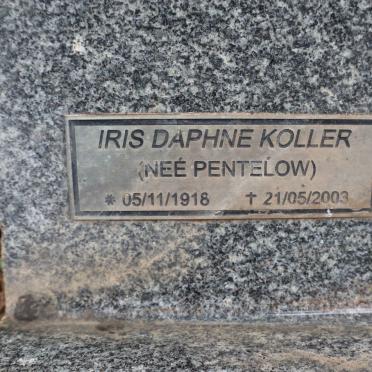 IRIS DAPHNE KOLLER
(NEÉ PENTELOW)
* 05/11/1918 † 21/05/2003